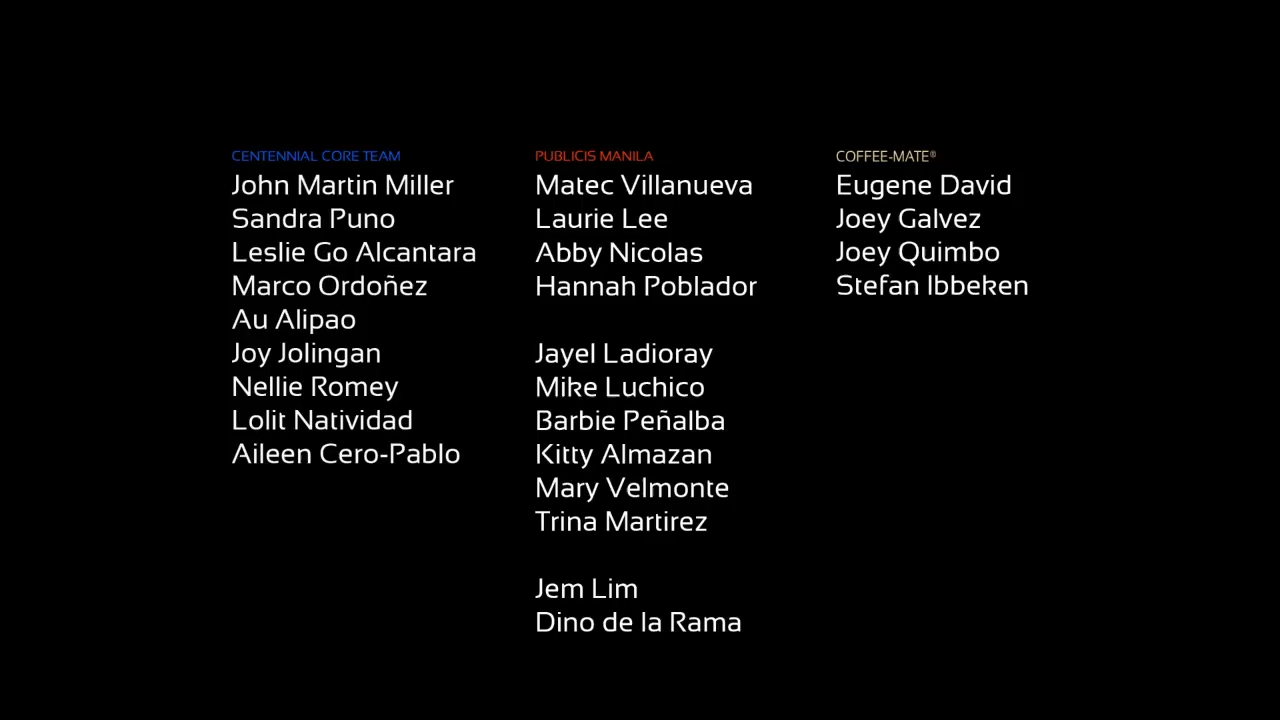 CENTENNIAL CORE TEAM
John Martin Miller
Sandra Puno
Leslie Go Alcantara
Marco Ordoñez
Au Alipao
Joy Jolingan
Nellie Romey
Lolit Natividad
Aileen Cero-Pablo
PUBLICIS MANILA
Matec Villanueva
Laurie Lee
Abby Nicolas
Hannah Poblador
Jayel Ladioray
Mike Luchico
Barbie Peñalba
Kitty Almazan
Mary Velmonte
Trina Martirez
Jem Lim
Dino de la Rama
COFFEE-MATE®
Eugene David
Joey Galvez
Joey Quimbo
Stefan Ibbeken